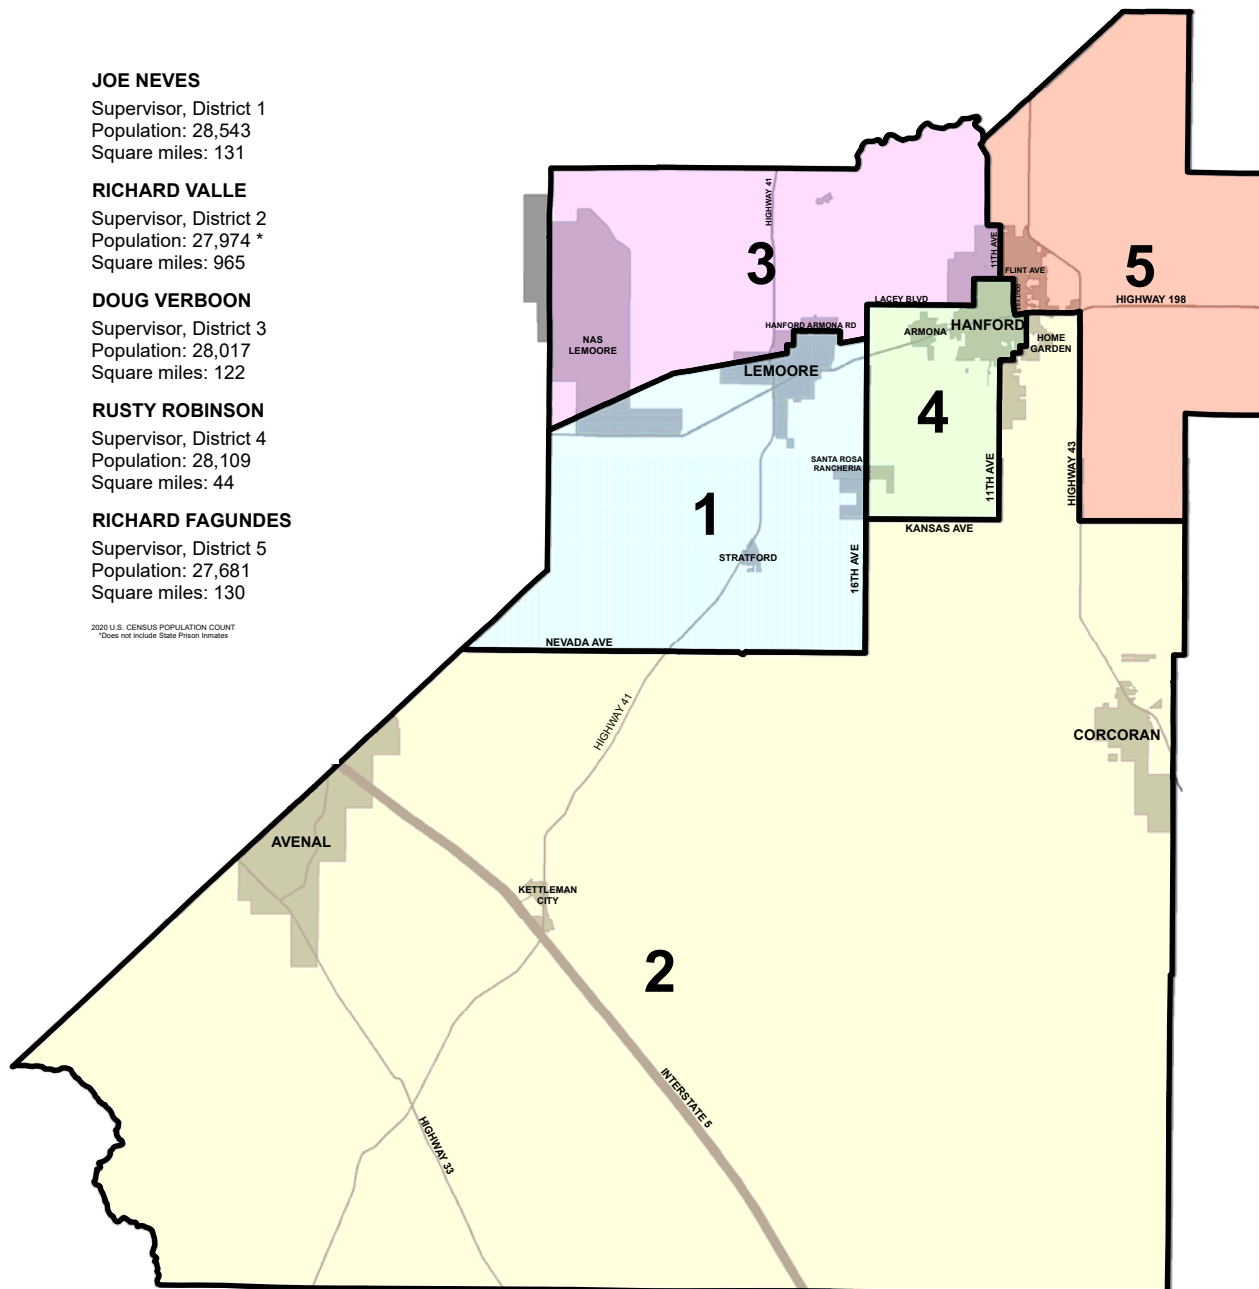 JOE NEVES
Supervisor, District 1
Population: 28,543
Square miles: 131
RICHARD VALLE
Supervisor, District 2
Population: 27,974 *
Square miles: 965
DOUG VERBOON
Supervisor, District 3
Population: 28,017
Square miles: 122
RUSTY ROBINSON
Supervisor, District 4
Population: 28,109
Square miles: 44
RICHARD FAGUNDES
Supervisor, District 5
Population: 27,681
Square miles: 130
2020 U.S. CENSUS POPULATION COUNT
*Does not include State Prison Inmates
HIGHWAY 41
3
11TH AVE
FLINT AVE
5
HIGHWAY 198
LACEY BLVD
HANFORD ARMONA RD
ARMONA
HANFORD
HOME
GARDEN
NAS
LEMOORE
LEMOORE
4
SANTA ROSA
RANCHERIA
11TH AVE
HIGHWAY 43
1
KANSAS AVE
STRATFORD
16TH AVE
NEVADA AVE
HIGHWAY 41
CORCORAN
AVENAL
KETTLEMAN
CITY
2
INTERSTATE 5
HIGHWAY 33